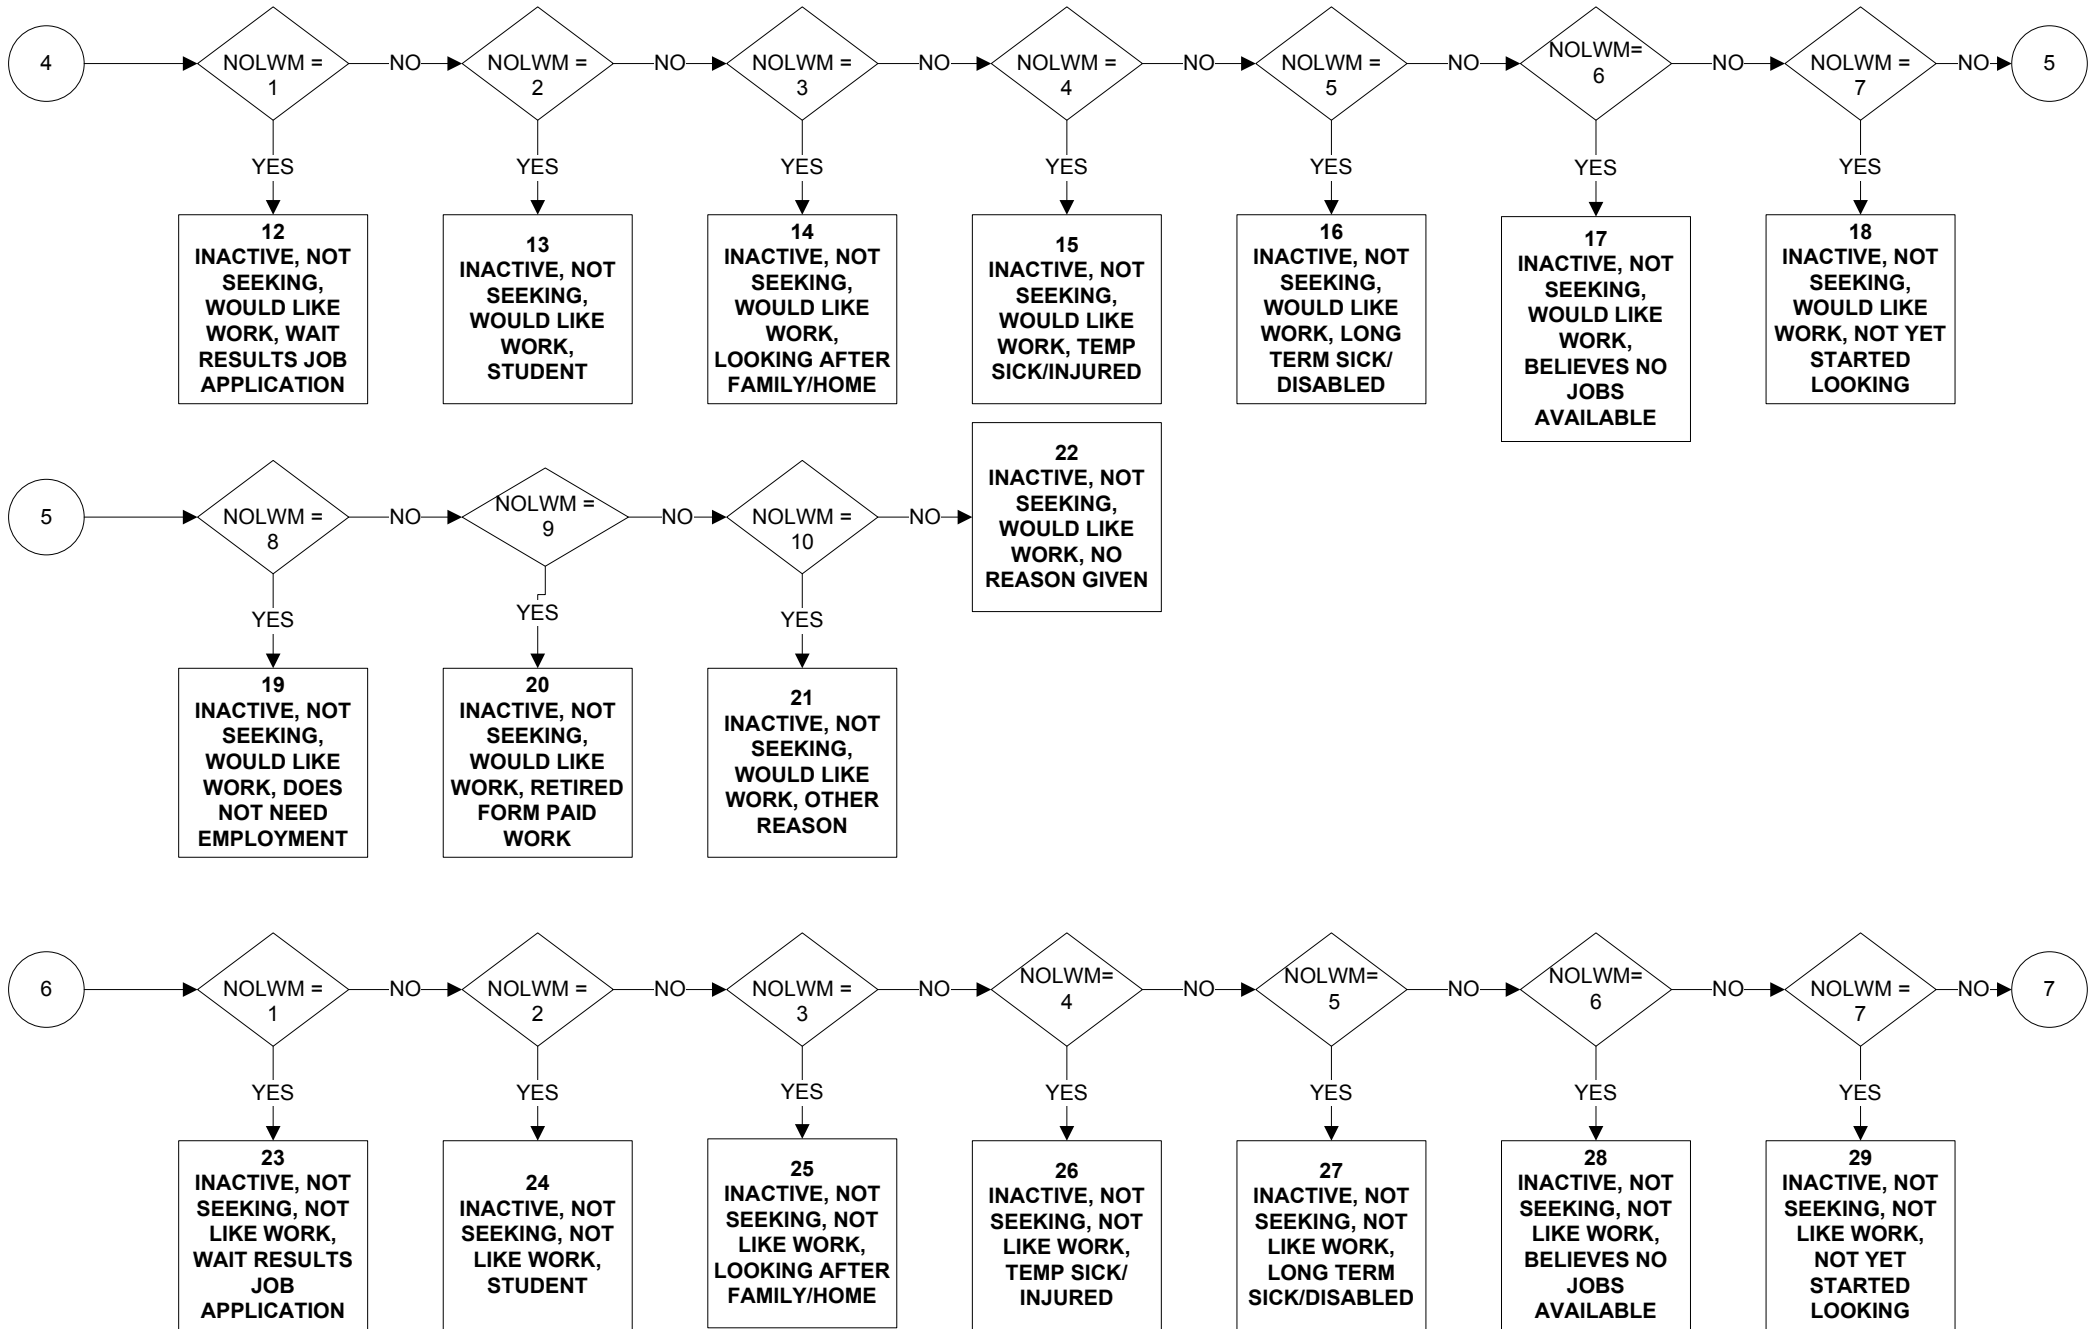 4
NOLWM =
1
NO
NOLWM =
2
NO
NOLWM =
3
NO
NOLWM =
4
NO
NOLWM =
5
NO
NOLWM=
6
NO
NOLWM =
7
NO
5
YES
YES
YES
YES
YES
YES
YES
12
INACTIVE, NOT
SEEKING,
WOULD LIKE
WORK, WAIT
RESULTS JOB
APPLICATION
13
INACTIVE, NOT
SEEKING,
WOULD LIKE
WORK,
STUDENT
14
INACTIVE, NOT
SEEKING,
WOULD LIKE
WORK,
LOOKING AFTER
FAMILY/HOME
15
INACTIVE, NOT
SEEKING,
WOULD LIKE
WORK, TEMP
SICK/INJURED
16
INACTIVE, NOT
SEEKING,
WOULD LIKE
WORK, LONG
TERM SICK/
DISABLED
17
INACTIVE, NOT
SEEKING,
WOULD LIKE
WORK,
BELIEVES NO
JOBS
AVAILABLE
18
INACTIVE, NOT
SEEKING,
WOULD LIKE
WORK, NOT YET
STARTED
LOOKING
5
NOLWM =
8
NO
NOLWM =
9
NO
NOLWM =
10
NO
22
INACTIVE, NOT
SEEKING,
WOULD LIKE
WORK, NO
REASON GIVEN
YES
YES
YES
19
INACTIVE, NOT
SEEKING,
WOULD LIKE
WORK, DOES
NOT NEED
EMPLOYMENT
20
INACTIVE, NOT
SEEKING,
WOULD LIKE
WORK, RETIRED
FORM PAID
WORK
21
INACTIVE, NOT
SEEKING,
WOULD LIKE
WORK, OTHER
REASON
6
NOLWM =
1
NO
NOLWM =
2
NO
NOLWM =
3
NO
NOLWM=
4
NO
NOLWM=
5
NO
NOLWM=
6
NO
NOLWM =
7
NO
7
YES
YES
YES
YES
YES
YES
YES
23
INACTIVE, NOT
SEEKING, NOT
LIKE WORK,
WAIT RESULTS
JOB
APPLICATION
24
INACTIVE, NOT
SEEKING, NOT
LIKE WORK,
STUDENT
25
INACTIVE, NOT
SEEKING, NOT
LIKE WORK,
LOOKING AFTER
FAMILY/HOME
26
INACTIVE, NOT
SEEKING, NOT
LIKE WORK,
TEMP SICK/
INJURED
27
INACTIVE, NOT
SEEKING, NOT
LIKE WORK,
LONG TERM
SICK/DISABLED
28
INACTIVE, NOT
SEEKING, NOT
LIKE WORK,
BELIEVES NO
JOBS
AVAILABLE
29
INACTIVE, NOT
SEEKING, NOT
LIKE WORK,
NOT YET
STARTED
LOOKING